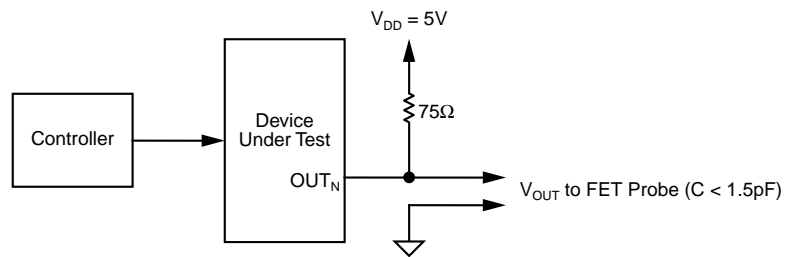 V_DD = 5V
75Ω
Controller
Device
Under Test
OUT_N
V_OUT to FET Probe (C < 1.5pF)